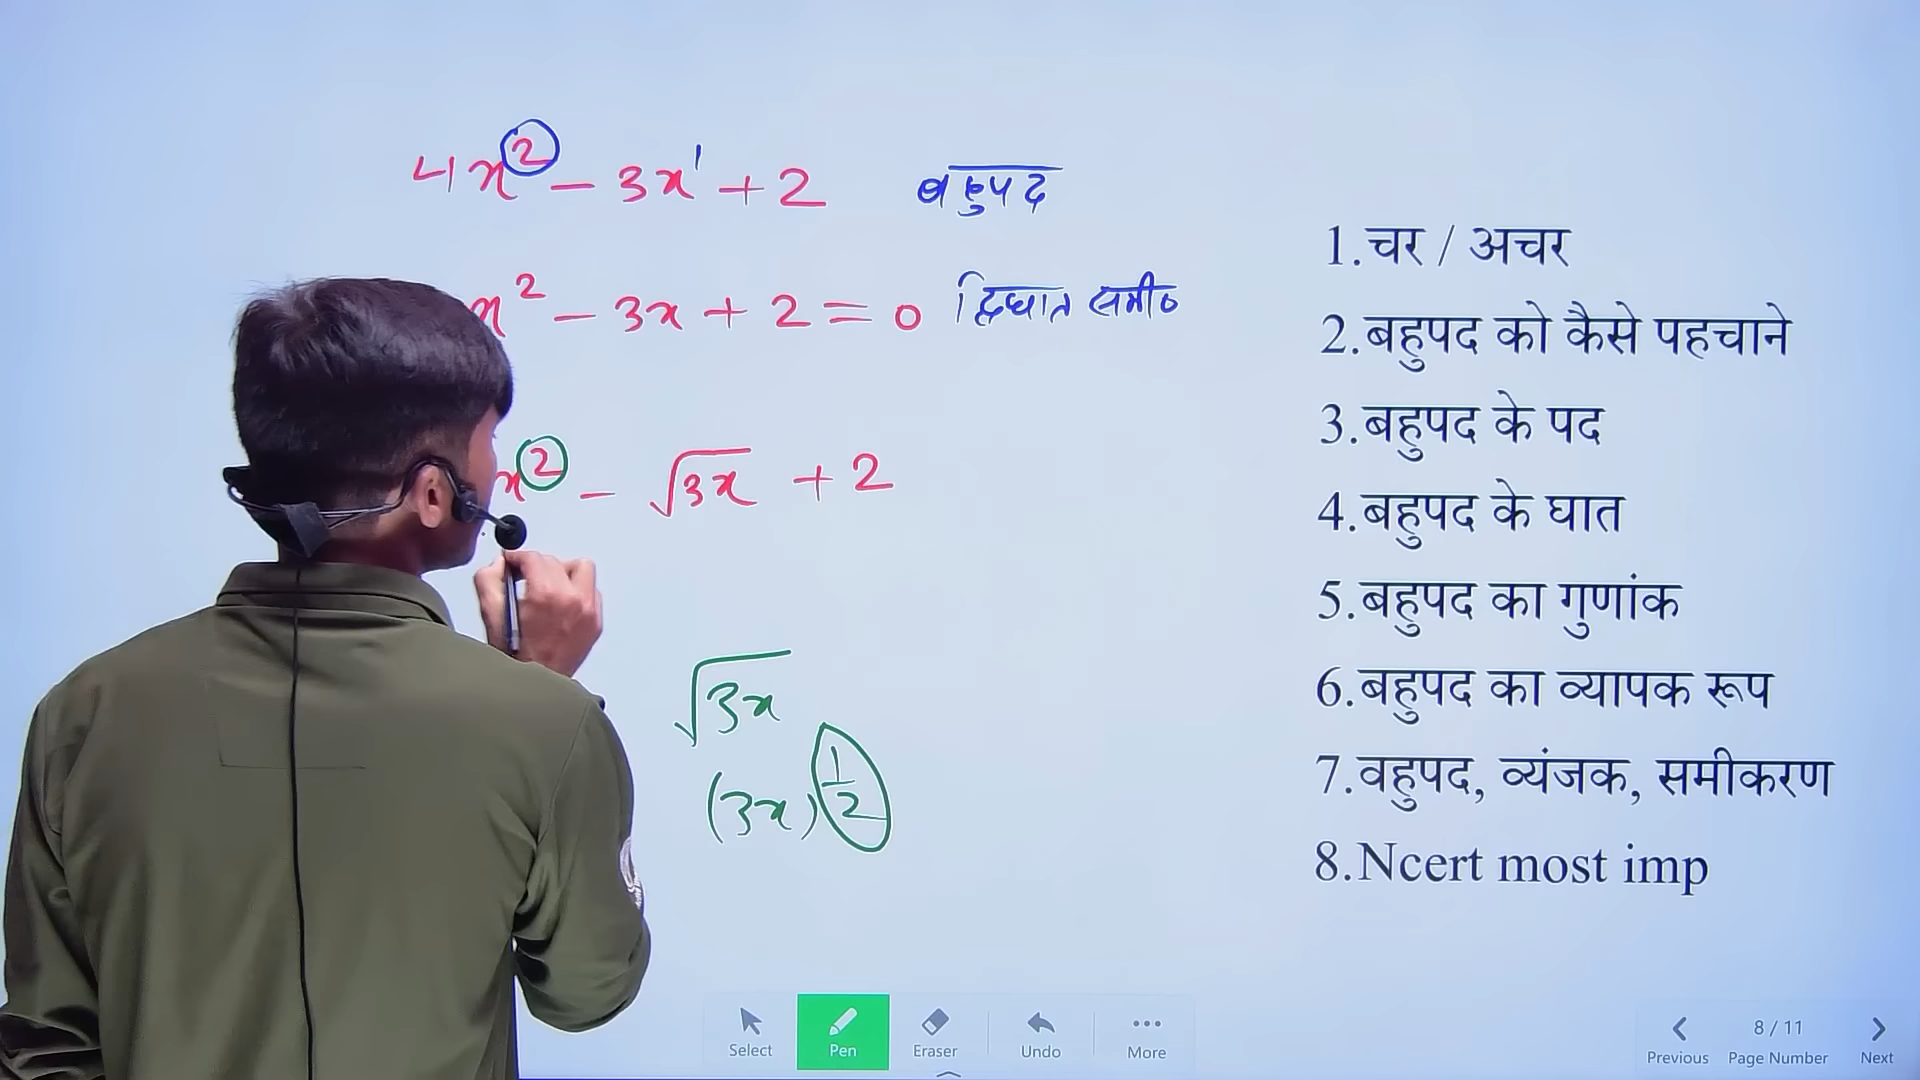 4x² - 3x¹ + 2 बहुपद
x² - 3x + 2 = 0 द्विघात समी०
x² - √3x + 2
√3x
(3x)^1/2
1.चर / अचर
2.बहुपद को कैसे पहचाने
3.बहुपद के पद
4.बहुपद के घात
5.बहुपद का गुणांक
6.बहुपद का व्यापक रूप
7.वहुपद, व्यंजक, समीकरण
8.Ncert most imp
Select Pen Eraser Undo More
Previous 8 / 11 Page Number Next